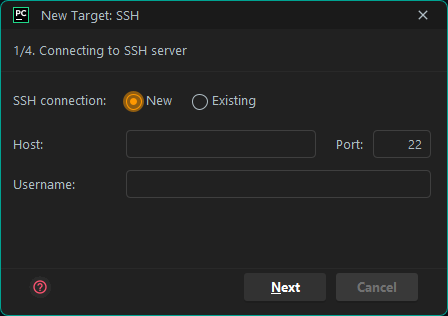 PC New Target: SSH
1/4. Connecting to SSH server
SSH connection: New Existing
Host: Port: 22
Username:
? Next Cancel